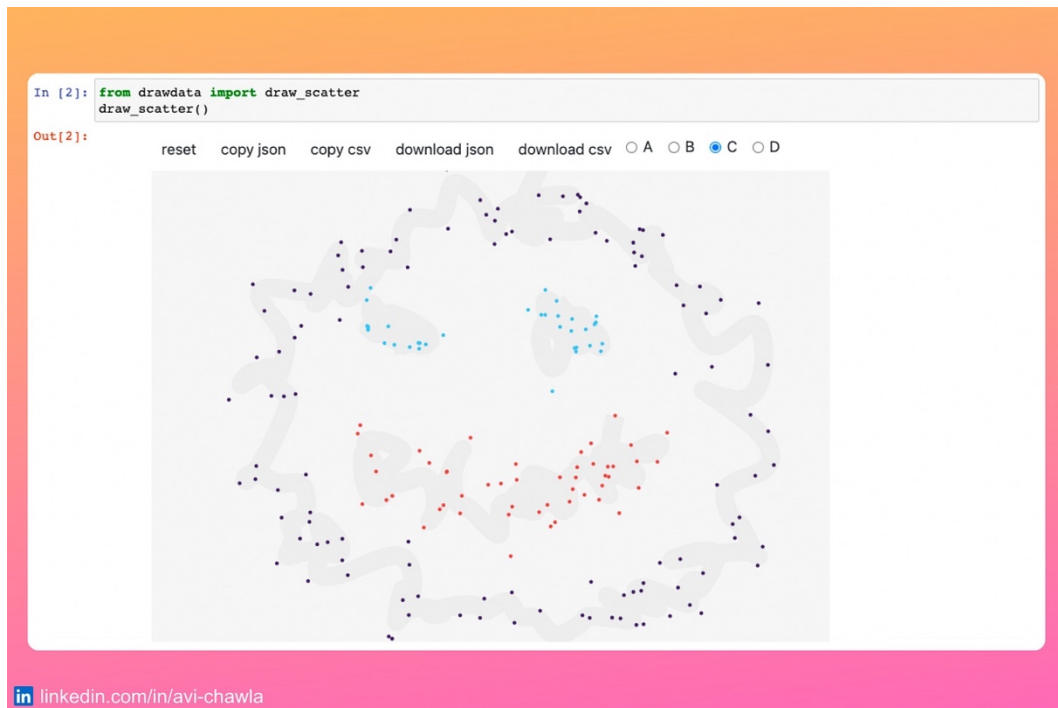 In [2]: from drawdata import draw_scatter
draw_scatter()
Out[2]:
reset copy json copy csv download json download csv A B C D
in linkedin.com/in/avi-chawla